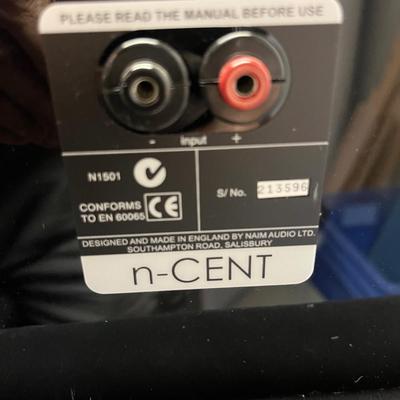 PLEASE READ THE MANUAL BEFORE USE
- Input +
N1501
S/ No. 213596
CONFORMS
TO EN 60065
CE
DESIGNED AND MADE IN ENGLAND BY NAIM AUDIO LTD.
SOUTHAMPTON ROAD, SALISBURY
n-CENT